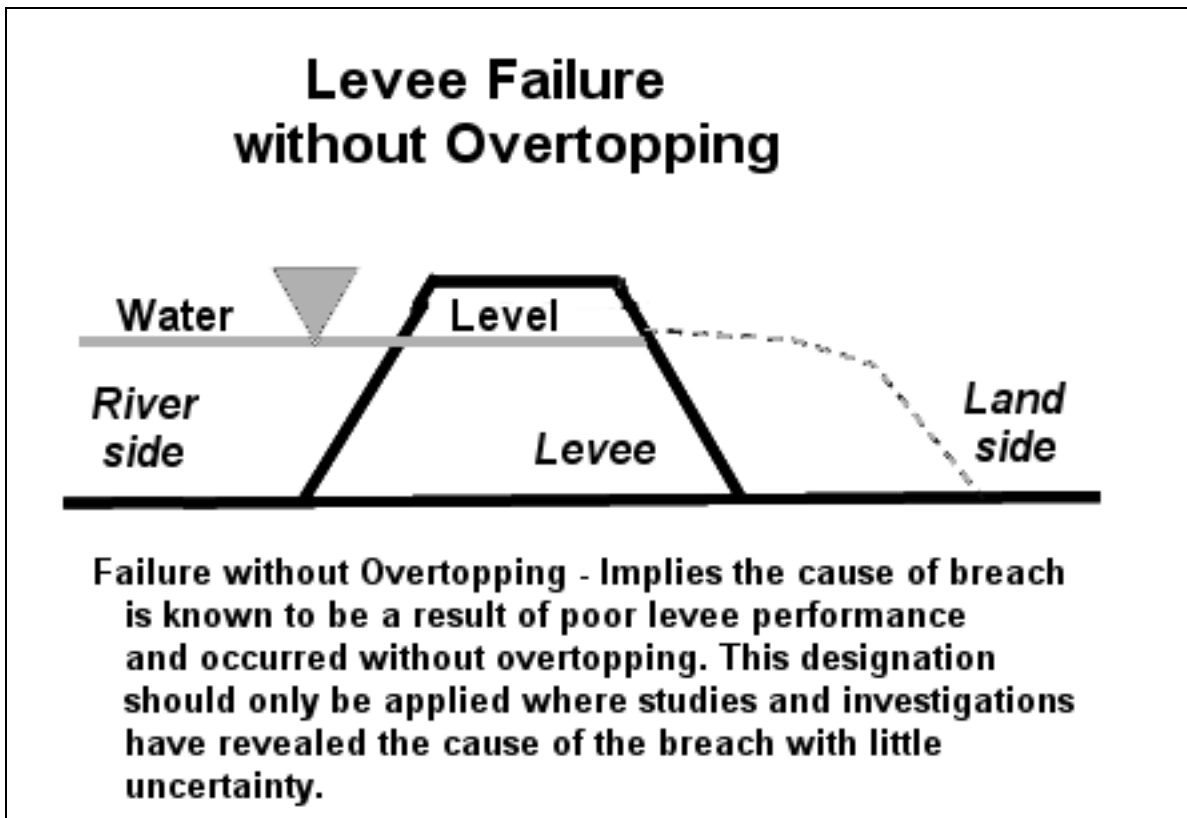 Levee Failure
without Overtopping
Water Level
River
side
Levee
Land
side
Failure without Overtopping - Implies the cause of breach
is known to be a result of poor levee performance
and occurred without overtopping. This designation
should only be applied where studies and investigations
have revealed the cause of the breach with little
uncertainty.